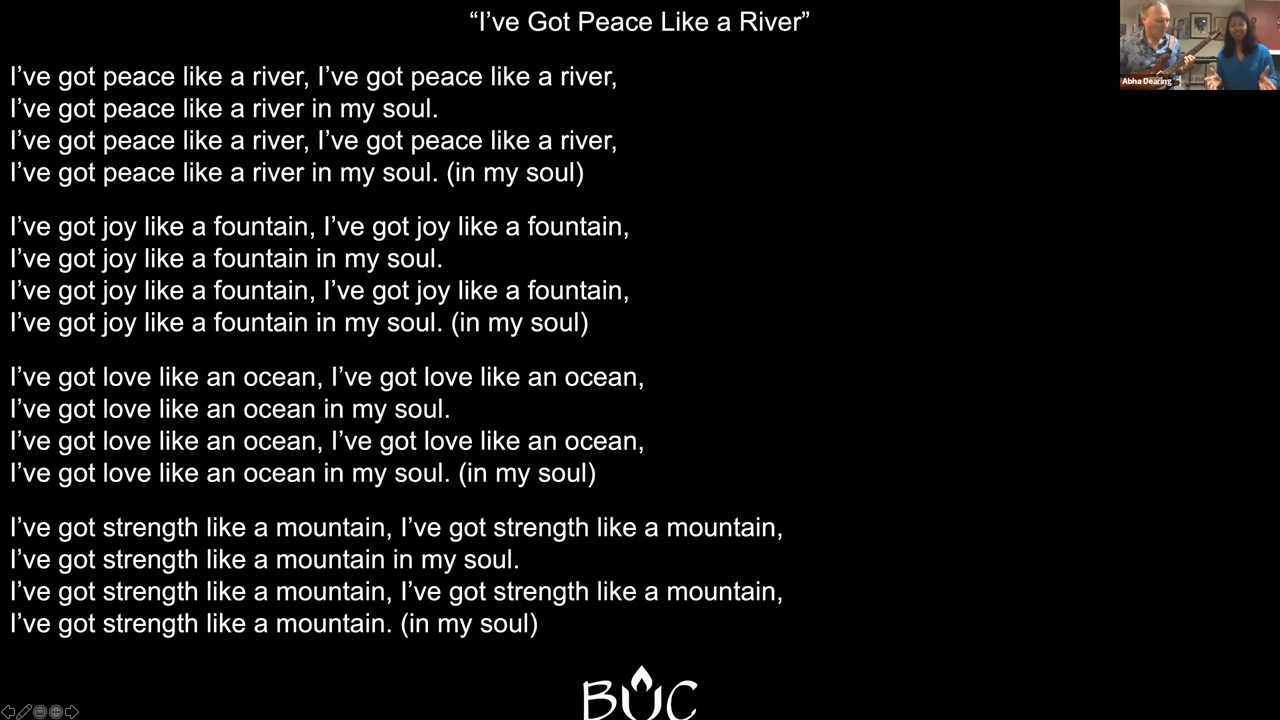 “I’ve Got Peace Like a River”
Abha Dearing
I’ve got peace like a river, I’ve got peace like a river,
I’ve got peace like a river in my soul.
I’ve got peace like a river, I’ve got peace like a river,
I’ve got peace like a river in my soul. (in my soul)
I’ve got joy like a fountain, I’ve got joy like a fountain,
I’ve got joy like a fountain in my soul.
I’ve got joy like a fountain, I’ve got joy like a fountain,
I’ve got joy like a fountain in my soul. (in my soul)
I’ve got love like an ocean, I’ve got love like an ocean,
I’ve got love like an ocean in my soul.
I’ve got love like an ocean, I’ve got love like an ocean,
I’ve got love like an ocean in my soul. (in my soul)
I’ve got strength like a mountain, I’ve got strength like a mountain,
I’ve got strength like a mountain in my soul.
I’ve got strength like a mountain, I’ve got strength like a mountain,
I’ve got strength like a mountain. (in my soul)
BUC